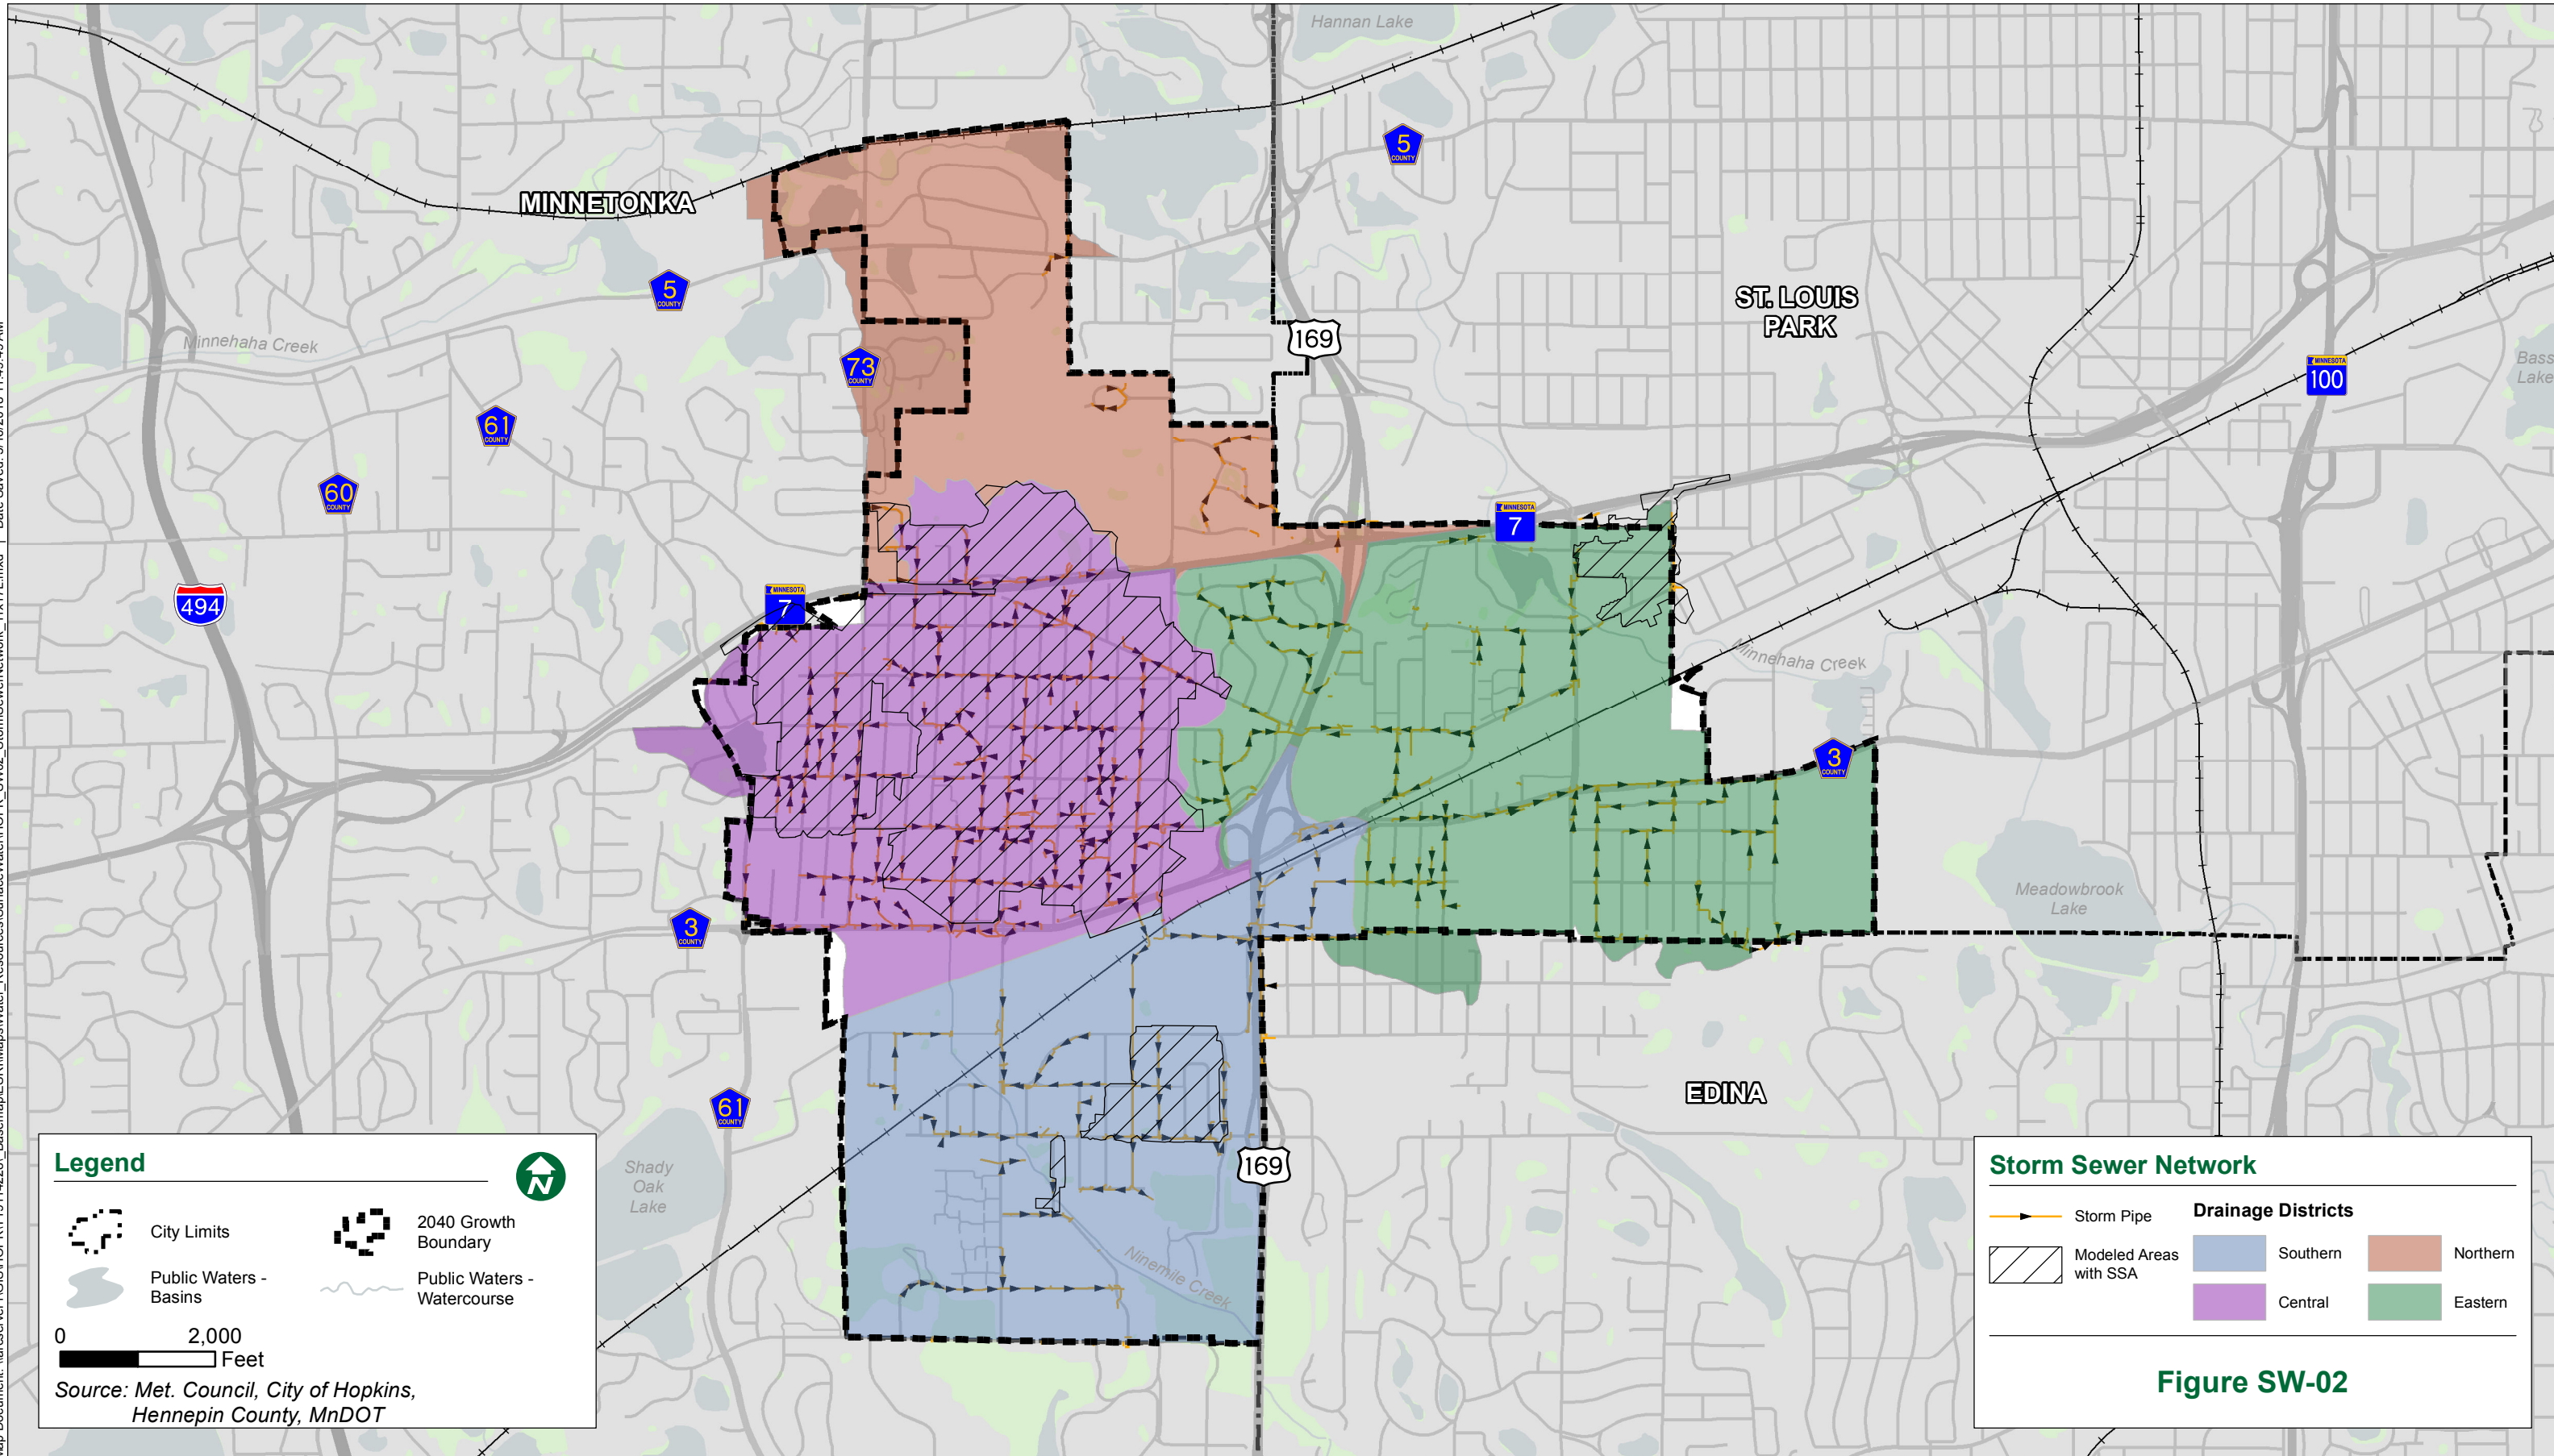 Hannan Lake
5
COUNTY
MINNETONKA
5
COUNTY
ST. LOUIS
PARK
169
Minnehaha Creek
73
COUNTY
MINNESOTA
100
Bass
Lake
61
COUNTY
60
COUNTY
MINNESOTA
7
MINNESOTA
7
494
Minnehaha Creek
3
COUNTY
Meadowbrook
Lake
3
COUNTY
EDINA
61
COUNTY
169
Shady
Oak
Lake
Ninemile Creek
Legend
N
City Limits
2040 Growth
Boundary
Public Waters -
Basins
Public Waters -
Watercourse
0 2,000
Feet
Source: Met. Council, City of Hopkins,
Hennepin County, MnDOT
Storm Sewer Network
Storm Pipe
Modeled Areas
with SSA
Drainage Districts
Southern
Northern
Central
Eastern
Figure SW-02